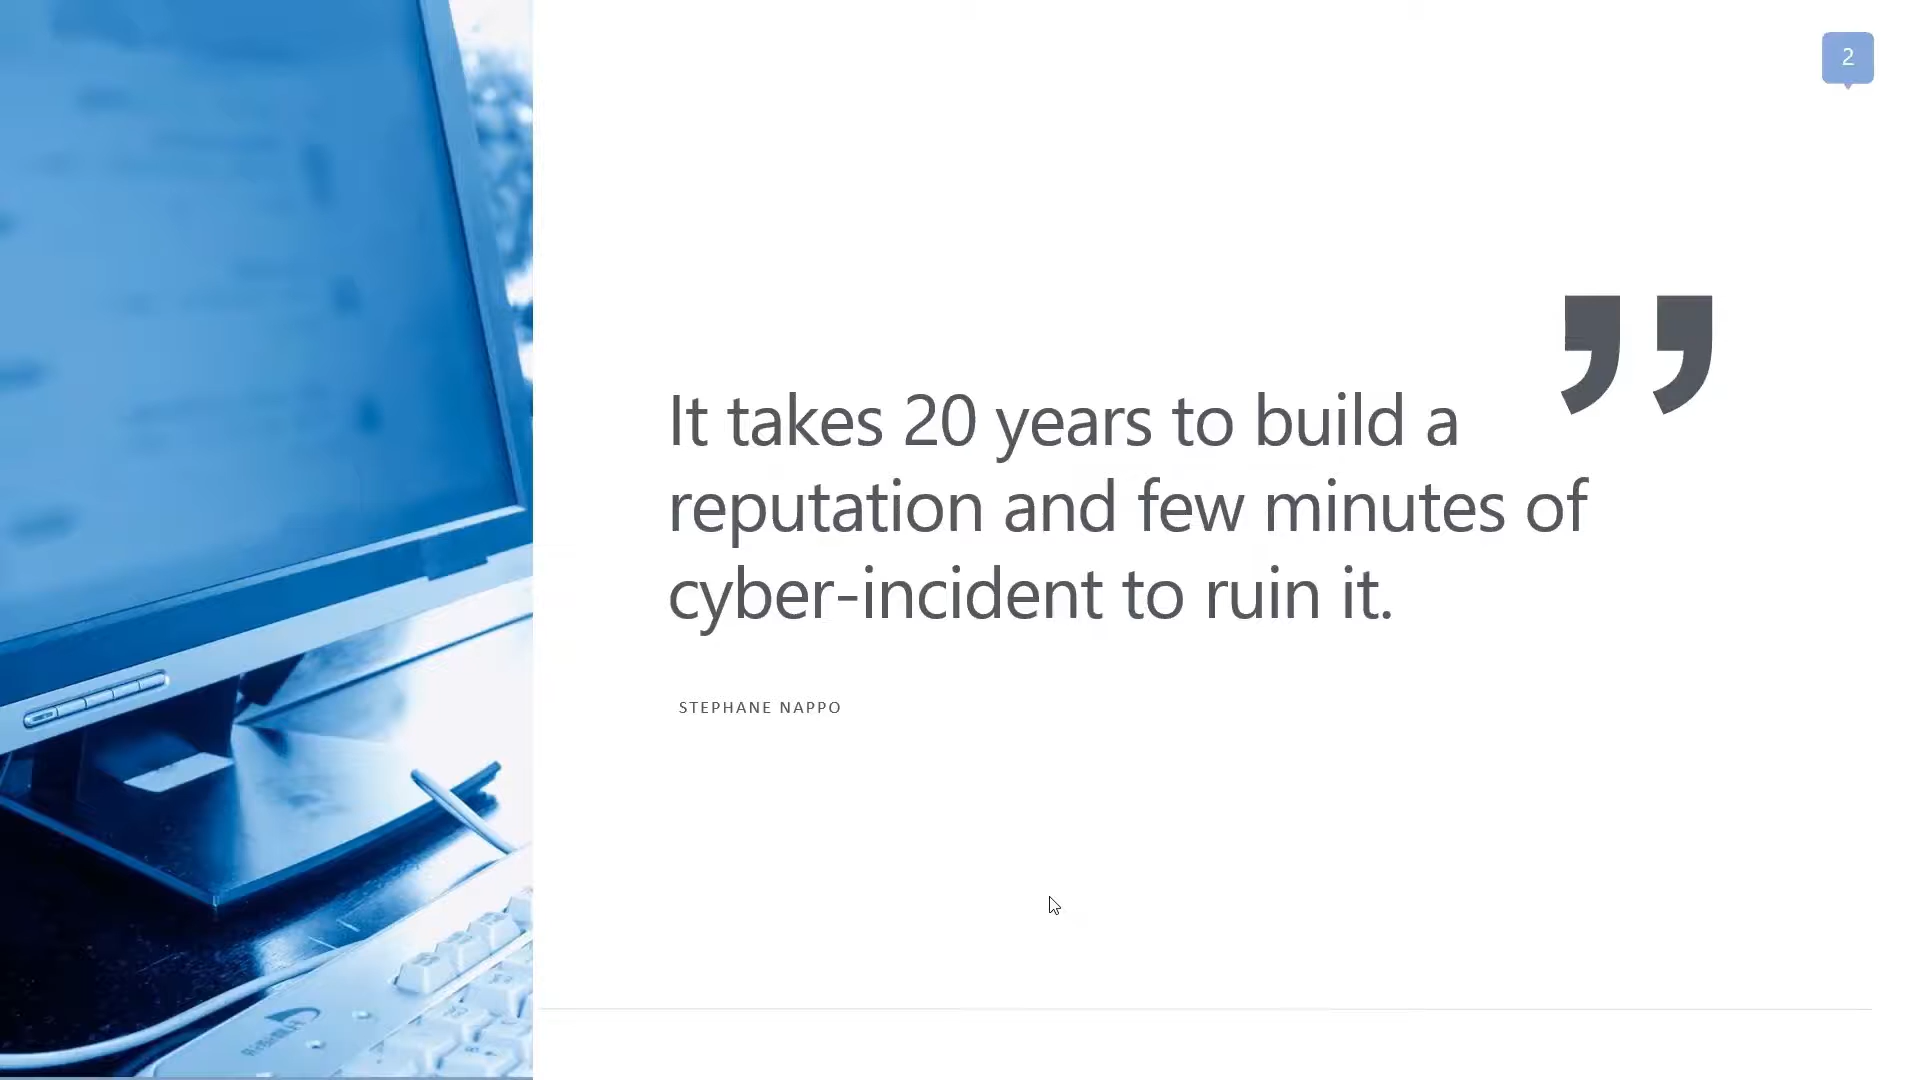 2
It takes 20 years to build a
reputation and few minutes of
cyber-incident to ruin it.
STEPHANE NAPPO